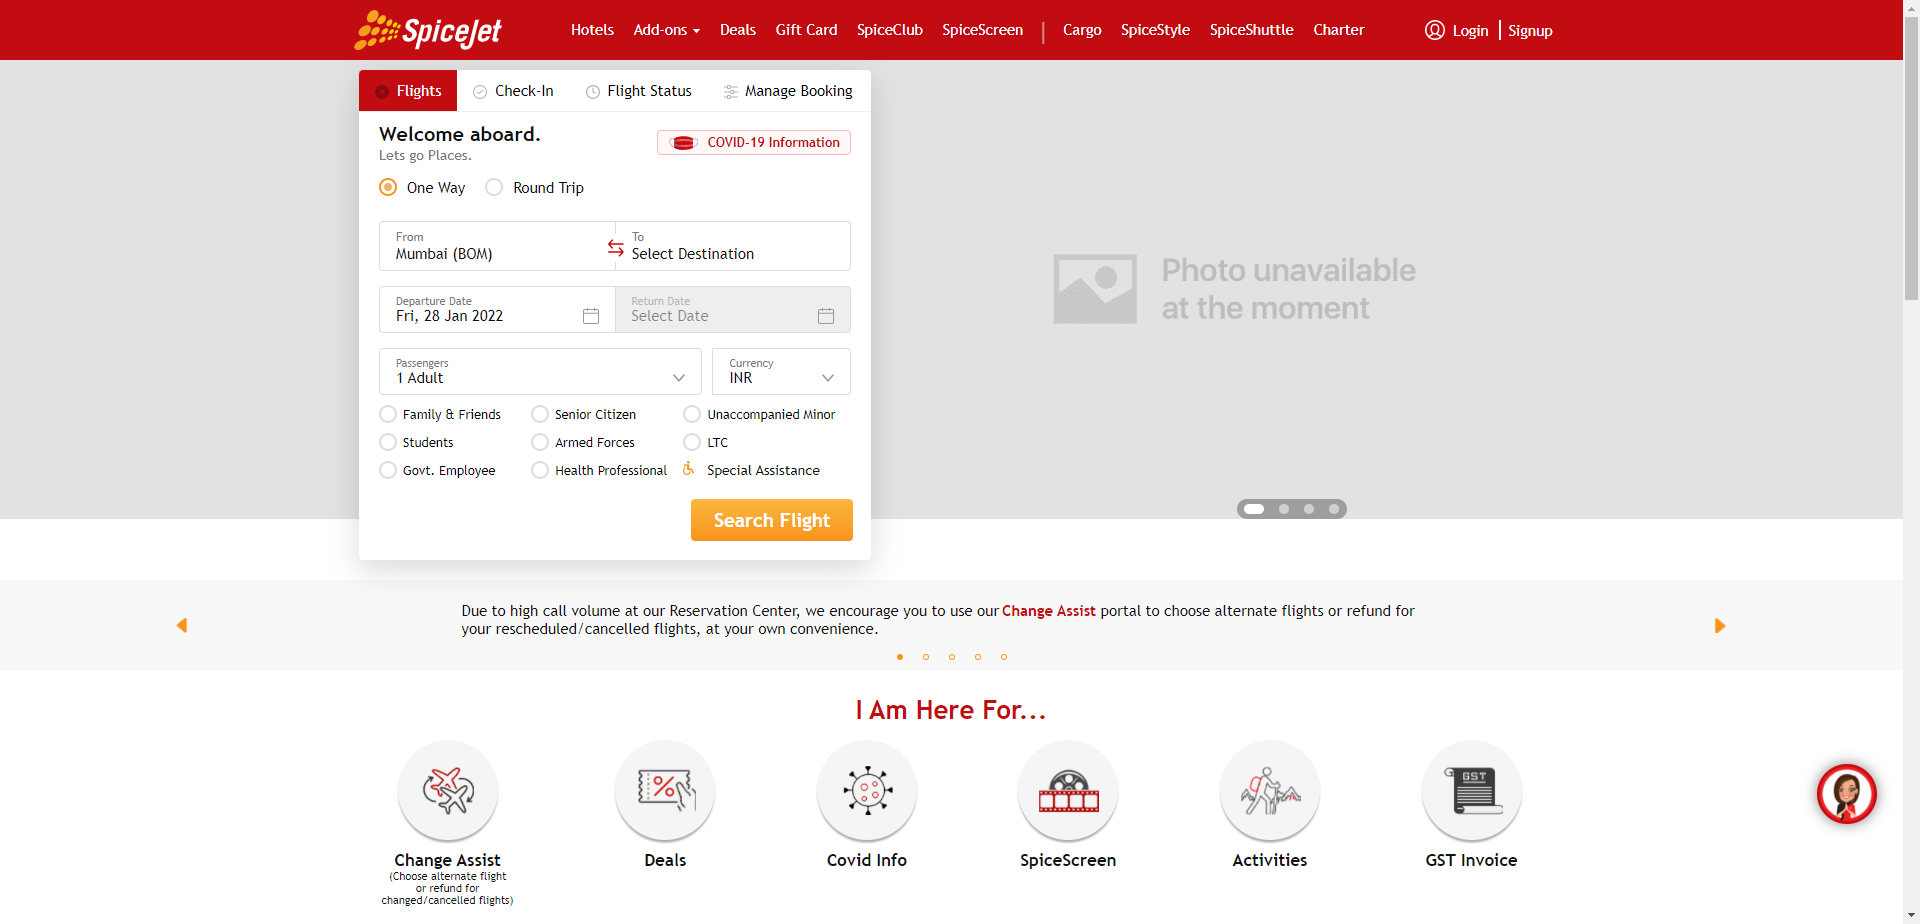 SpiceJet
Hotels Add-ons Deals Gift Card SpiceClub SpiceScreen | Cargo SpiceStyle SpiceShuttle Charter Login | Signup
Flights Check-In Flight Status Manage Booking
Welcome aboard.
COVID-19 Information
Lets go Places.
One Way Round Trip
From To
Mumbai (BOM) Select Destination
Departure Date Return Date
Fri, 28 Jan 2022 Select Date
Passengers Currency
1 Adult INR
Family & Friends Senior Citizen Unaccompanied Minor
Students Armed Forces LTC
Govt. Employee Health Professional Special Assistance
Search Flight
Photo unavailable
at the moment
Due to high call volume at our Reservation Center, we encourage you to use our Change Assist portal to choose alternate flights or refund for
your rescheduled/cancelled flights, at your own convenience.
I Am Here For...
%
GST
Change Assist Deals Covid Info SpiceScreen Activities GST Invoice
(Choose alternate flight
or refund for
changed/cancelled flights)